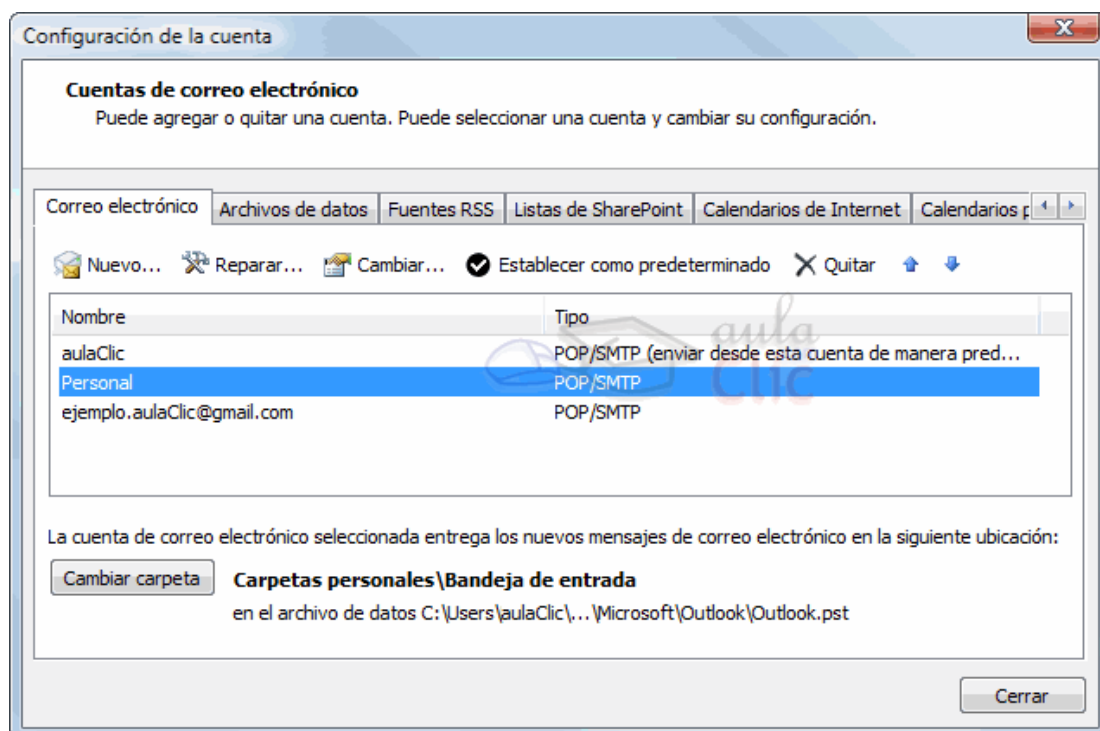 Configuración de la cuenta
Cuentas de correo electrónico
Puede agregar o quitar una cuenta. Puede seleccionar una cuenta y cambiar su configuración.
Correo electrónico Archivos de datos Fuentes RSS Listas de SharePoint Calendarios de Internet Calendarios p
Nuevo... Reparar... Cambiar... Establecer como predeterminado Quitar
Nombre Tipo
aula
Clic
aulaClic POP/SMTP (enviar desde esta cuenta de manera pred...
Personal POP/SMTP
ejemplo.aulaClic@gmail.com POP/SMTP
La cuenta de correo electrónico seleccionada entrega los nuevos mensajes de correo electrónico en la siguiente ubicación:
Cambiar carpeta Carpetas personales\Bandeja de entrada
en el archivo de datos C:\Users\aulaClic\...\Microsoft\Outlook\Outlook.pst
Cerrar